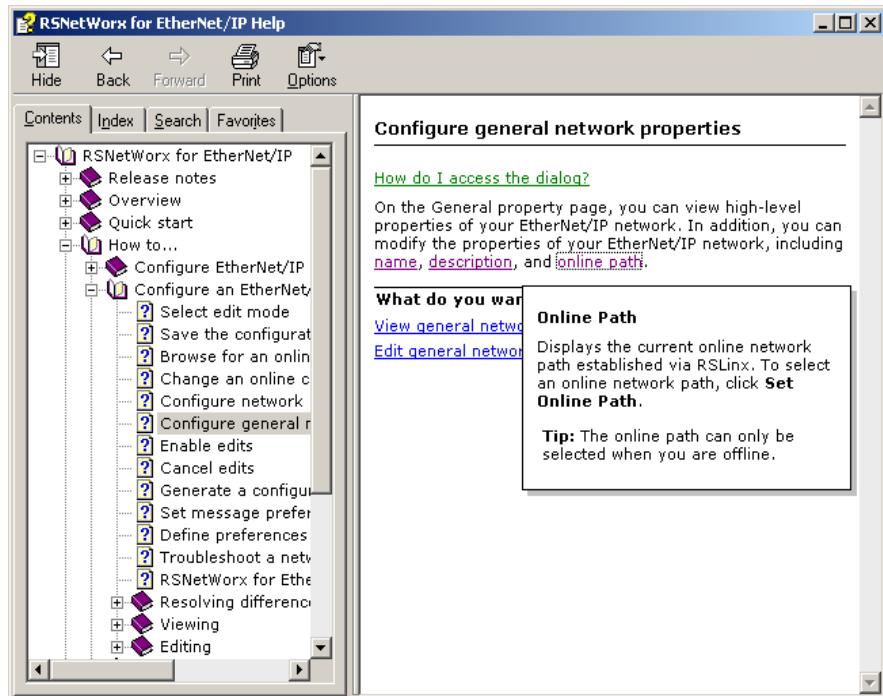 RSNetWorx for EtherNet/IP Help
Hide Back Forward Print Options
Contents Index Search Favorites
RSNetWorx for EtherNet/IP
Release notes
Overview
Quick start
How to...
Configure EtherNet/IP
Configure an EtherNet/
Select edit mode
Save the configurat
Browse for an onlin
Change an online c
Configure network
Configure general r
Enable edits
Cancel edits
Generate a configu
Set message prefer
Define preferences
Troubleshoot a netw
RSNetWorx for Ethe
Resolving difference
Viewing
Editing
Configure general network properties
How do I access the dialog?
On the General property page, you can view high-level
properties of your EtherNet/IP network. In addition, you can
modify the properties of your EtherNet/IP network, including
name, description, and online path.
What do you wan
View general netwo
Edit general networ
Online Path
Displays the current online network
path established via RSLinx. To select
an online network path, click Set
Online Path.
Tip: The online path can only be
selected when you are offline.